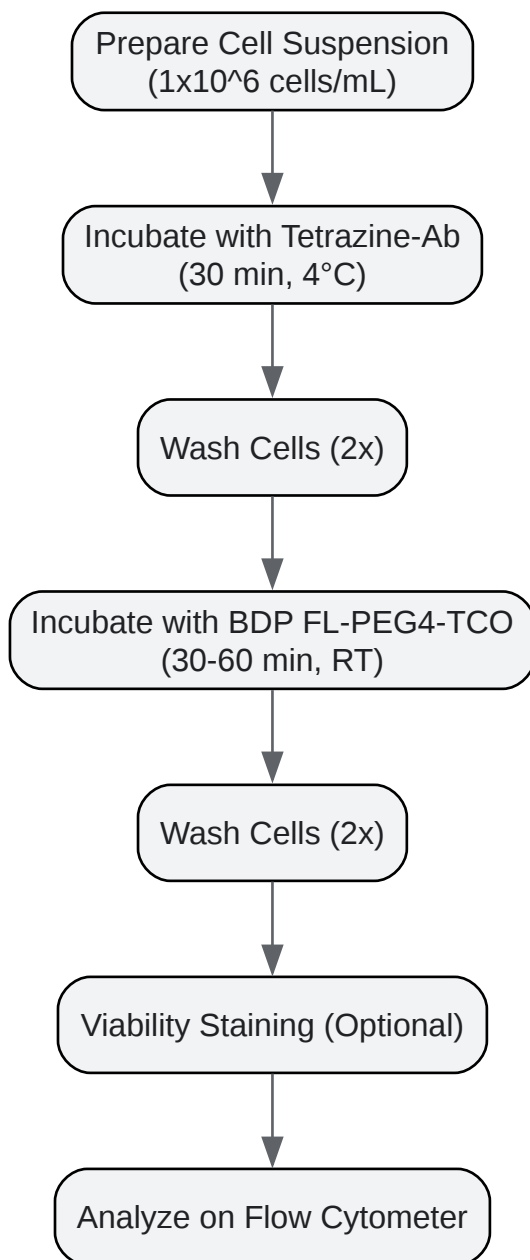 Prepare Cell Suspension
(1x10^6 cells/mL)
Incubate with Tetrazine-Ab
(30 min, 4°C)
Wash Cells (2x)
Incubate with BDP FL-PEG4-TCO
(30-60 min, RT)
Wash Cells (2x)
Viability Staining (Optional)
Analyze on Flow Cytometer